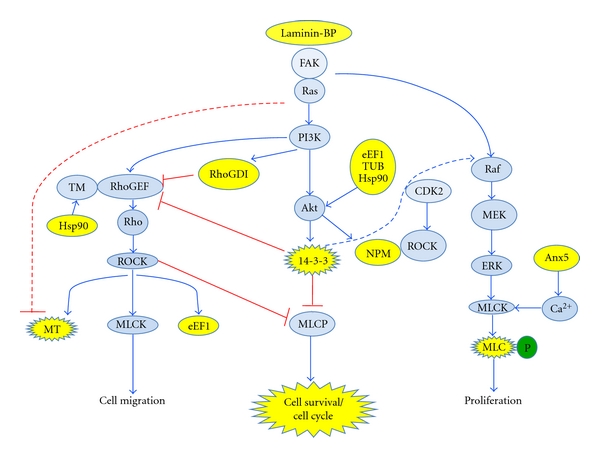 Laminin-BP
FAK
Ras
PI3K
eEF1
TUB
Hsp90
Raf
RhoGDI
TM
RhoGEF
CDK2
MEK
Akt
Hsp90
Rho
NPM
ROCK
14-3-3
Anx5
ROCK
ERK
MLCK
Ca2+
MT
MLCK
eEF1
MLCP
MLC
P
Cell migration
Cell survival/
cell cycle
Proliferation